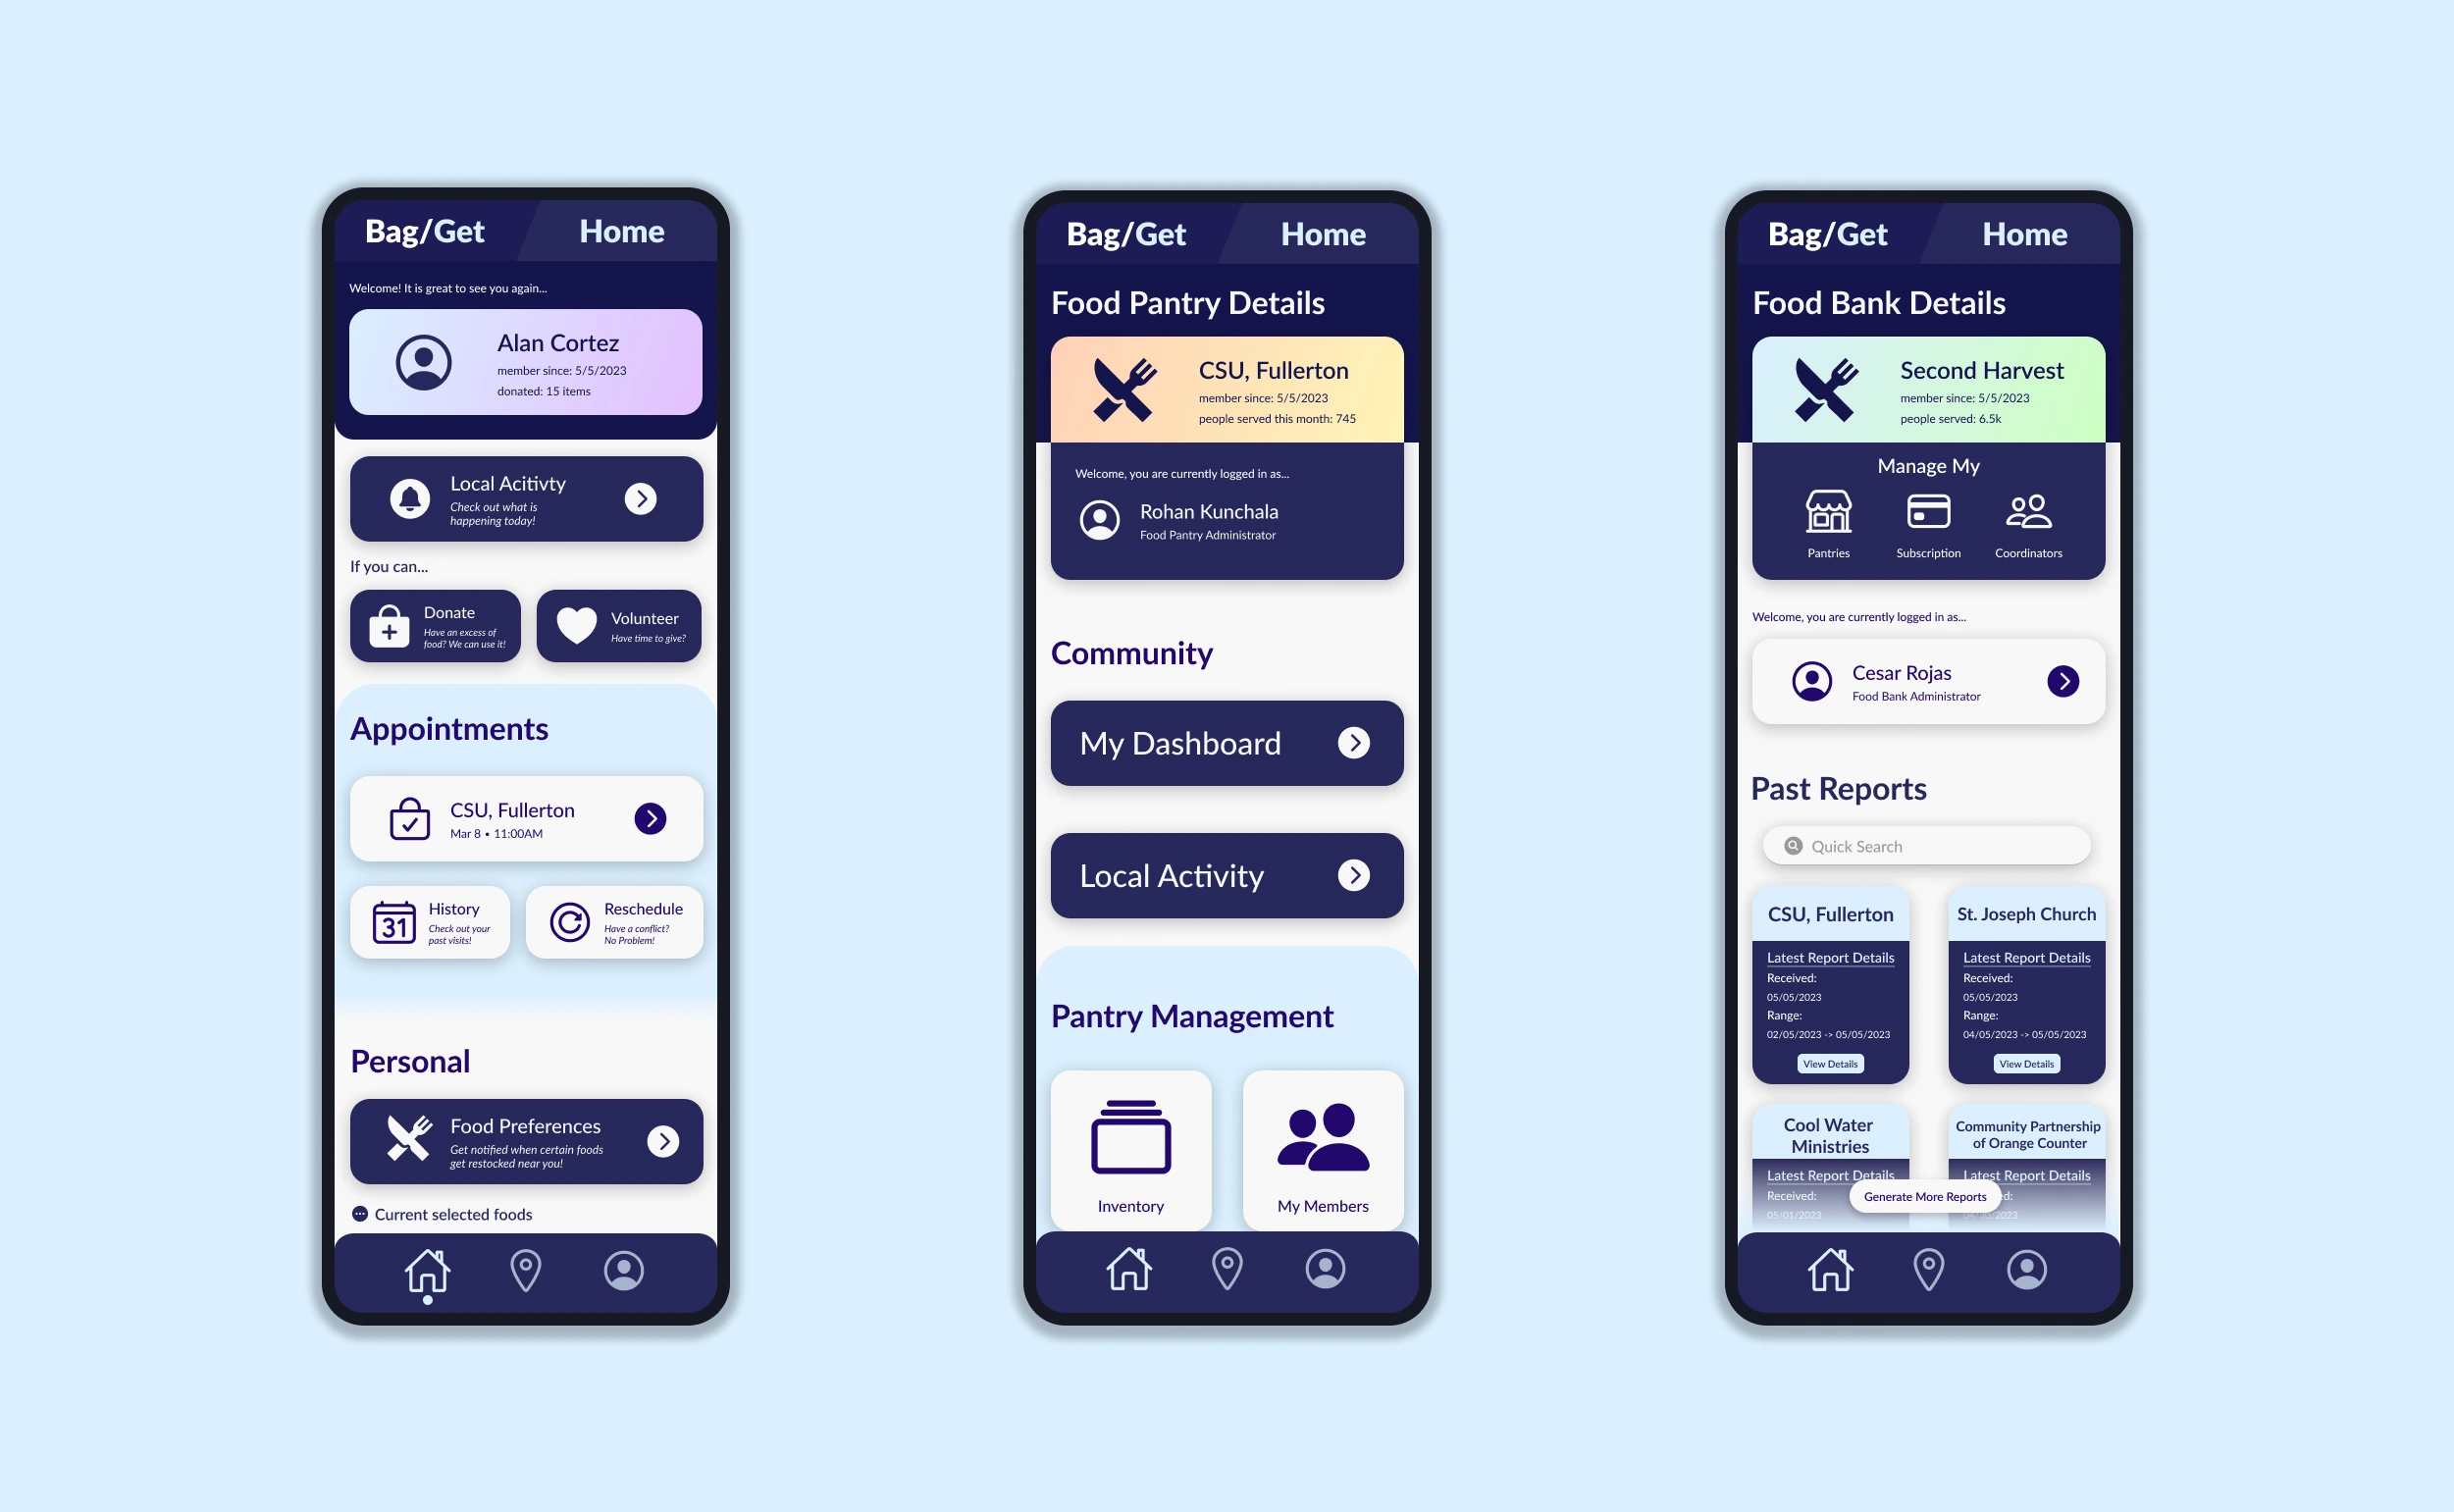 Bag/Get Home
Welcome! It is great to see you again...
Alan Cortez
member since: 5/5/2023
donated: 15 items
Local Acitivty
Check out what is
happening today!
If you can...
Donate
Have an excess of
food? We can use it!
Volunteer
Have time to give?
Appointments
CSU, Fullerton
Mar 8 • 11:00AM
31
History
Check out your
past visits!
Reschedule
Have a conflict?
No Problem!
Personal
Food Preferences
Get notified when certain foods
get restocked near you!
Current selected foods
Bag/Get Home
Food Pantry Details
CSU, Fullerton
member since: 5/5/2023
people served this month: 745
Welcome, you are currently logged in as...
Rohan Kunchala
Food Pantry Administrator
Community
My Dashboard
Local Activity
Pantry Management
Inventory
My Members
Bag/Get Home
Food Bank Details
Second Harvest
member since: 5/5/2023
people served: 6.5k
Manage My
Pantries
Subscription
Coordinators
Welcome, you are currently logged in as...
Cesar Rojas
Food Bank Administrator
Past Reports
Quick Search
CSU, Fullerton
Latest Report Details
Received:
05/05/2023
Range:
02/05/2023 -> 05/05/2023
View Details
St. Joseph Church
Latest Report Details
Received:
05/05/2023
Range:
04/05/2023 -> 05/05/2023
View Details
Cool Water
Ministries
Latest Report Details
Received:
05/01/2023
Community Partnership
of Orange Counter
Latest Report Details
Generate More Reports